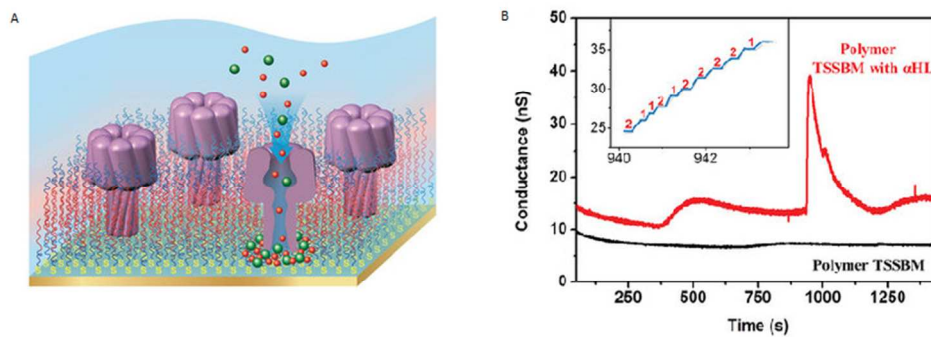 A
S S S S S S S S S S S S S S S
B
Conductance (nS)
50
40
30
20
10
0
35
30
25
940
942
2 1 1 2 1 2 2 2 2 1
Polymer
TSSBM with αHL
Polymer TSSBM
250
500
750
1000
1250
Time (s)